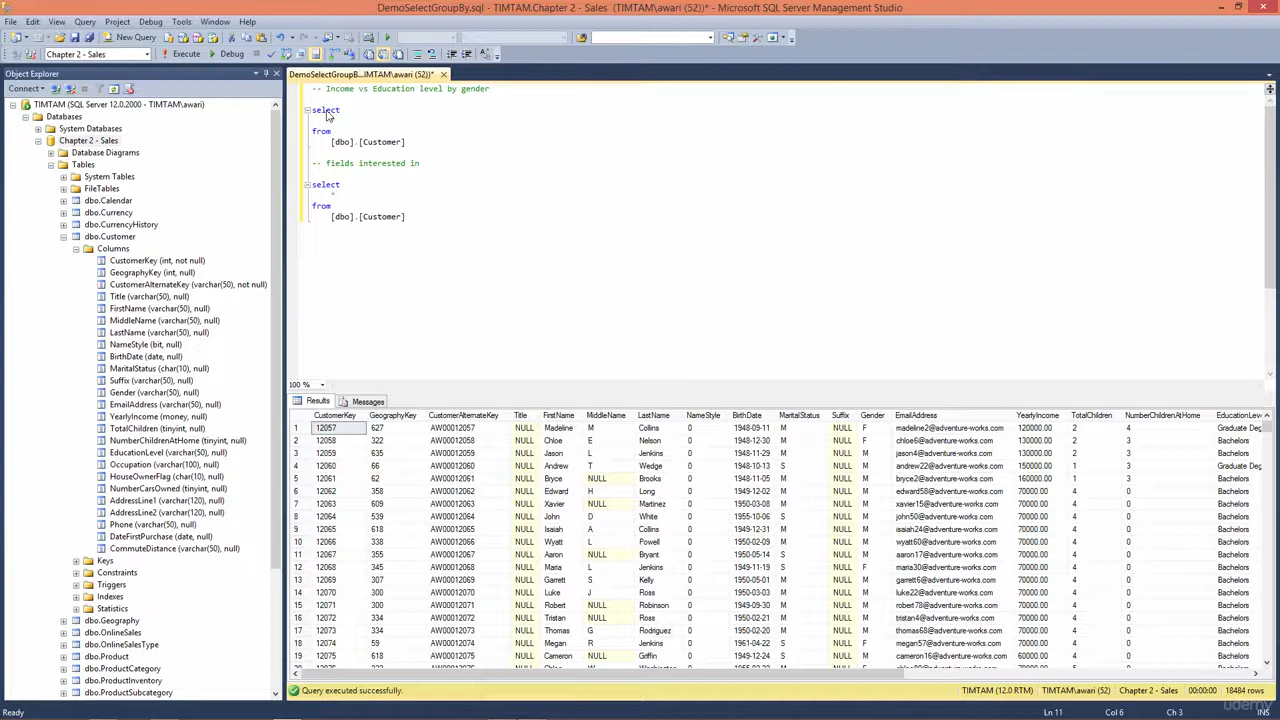 DemoSelectGroupBy.sql - TIMTAM.Chapter 2 - Sales (TIMTAM\awari (52))* - Microsoft SQL Server Management Studio
File Edit View Query Project Debug Tools Window Help
New Query
Chapter 2 - Sales Execute Debug
Object Explorer
DemoSelectGroupB...IMTAM\awari (52))*
Connect
TIMTAM (SQL Server 12.0.2000 - TIMTAM\awari)
Databases
System Databases
Chapter 2 - Sales
Database Diagrams
Tables
System Tables
FileTables
dbo.Calendar
dbo.Currency
dbo.CurrencyHistory
dbo.Customer
Columns
CustomerKey (int, not null)
GeographyKey (int, null)
CustomerAlternateKey (varchar(50), not null)
Title (varchar(50), null)
FirstName (varchar(50), null)
MiddleName (varchar(50), null)
LastName (varchar(50), null)
NameStyle (bit, null)
BirthDate (date, null)
MaritalStatus (char(10), null)
Suffix (varchar(50), null)
Gender (varchar(50), null)
EmailAddress (varchar(50), null)
YearlyIncome (money, null)
TotalChildren (tinyint, null)
NumberChildrenAtHome (tinyint, null)
EducationLevel (varchar(50), null)
Occupation (varchar(100), null)
HouseOwnerFlag (char(10), null)
NumberCarsOwned (tinyint, null)
AddressLine1 (varchar(120), null)
AddressLine2 (varchar(120), null)
Phone (varchar(50), null)
DateFirstPurchase (date, null)
CommuteDistance (varchar(50), null)
Keys
Constraints
Triggers
Indexes
Statistics
dbo.Geography
dbo.OnlineSales
dbo.OnlineSalesType
dbo.Product
dbo.ProductCategory
dbo.ProductInventory
dbo.ProductSubcategory
-- Income vs Education level by gender
select
from
[dbo].[Customer]
-- fields interested in
select
*
from
[dbo].[Customer]
100 %
Results Messages
CustomerKey GeographyKey CustomerAlternateKey Title FirstName MiddleName LastName NameStyle BirthDate MaritalStatus Suffix Gender EmailAddress YearlyIncome TotalChildren NumberChildrenAtHome EducationLev
1 12057 627 AW00012057 NULL Madeline M Collins 0 1948-09-11 M NULL F madeline2@adventure-works.com 120000.00 2 4 Graduate Deg
2 12058 322 AW00012058 NULL Chloe E Nelson 0 1948-12-30 M NULL F chloe6@adventure-works.com 130000.00 2 3 Bachelors
3 12059 635 AW00012059 NULL Jason L Jenkins 0 1948-11-29 M NULL M jason4@adventure-works.com 130000.00 2 3 Bachelors
4 12060 66 AW00012060 NULL Andrew T Wedge 0 1948-10-13 S NULL M andrew22@adventure-works.com 150000.00 1 3 Graduate Deg
5 12061 62 AW00012061 NULL Bryce NULL Brooks 0 1948-11-05 M NULL M bryce2@adventure-works.com 160000.00 1 3 Bachelors
6 12062 358 AW00012062 NULL Edward H Long 0 1949-12-02 M NULL M edward58@adventure-works.com 70000.00 4 0 Bachelors
7 12063 609 AW00012063 NULL Xavier NULL Martinez 0 1950-03-08 M NULL M xavier15@adventure-works.com 70000.00 4 0 Bachelors
8 12064 539 AW00012064 NULL John D White 0 1955-10-06 S NULL M john50@adventure-works.com 70000.00 4 0 Bachelors
9 12065 618 AW00012065 NULL Isaiah A Collins 0 1949-12-31 M NULL M isaiah24@adventure-works.com 70000.00 4 0 Bachelors
10 12066 338 AW00012066 NULL Wyatt L Powell 0 1950-02-09 M NULL M wyatt60@adventure-works.com 70000.00 4 0 Bachelors
11 12067 355 AW00012067 NULL Aaron NULL Bryant 0 1950-05-14 S NULL M aaron17@adventure-works.com 70000.00 4 0 Bachelors
12 12068 345 AW00012068 NULL Maria L Jenkins 0 1949-11-19 S NULL F maria30@adventure-works.com 70000.00 4 0 Bachelors
13 12069 307 AW00012069 NULL Garrett S Kelly 0 1950-05-01 S NULL M garrett6@adventure-works.com 70000.00 4 0 Bachelors
14 12070 300 AW00012070 NULL Luke J Ross 0 1950-03-03 M NULL M luke22@adventure-works.com 70000.00 4 0 Bachelors
15 12071 300 AW00012071 NULL Robert NULL Robinson 0 1949-09-30 M NULL M robert78@adventure-works.com 70000.00 4 0 Bachelors
16 12072 334 AW00012072 NULL Tristan NULL Ross 0 1950-02-21 M NULL M tristan4@adventure-works.com 70000.00 4 0 Bachelors
17 12073 334 AW00012073 NULL Thomas G Rodriguez 0 1950-02-20 M NULL M thomas68@adventure-works.com 70000.00 4 0 Bachelors
18 12074 59 AW00012074 NULL Megan R Jenkins 0 1961-04-22 S NULL F megan57@adventure-works.com 70000.00 4 0 Bachelors
19 12075 618 AW00012075 NULL Cameron NULL Griffin 0 1949-12-24 S NULL M cameron16@adventure-works.com 60000.00 4 0 Bachelors
Query executed successfully. TIMTAM (12.0 RTM) TIMTAM\awari (52) Chapter 2 - Sales 00:00:00 18484 rows
Ready Ln 11 Col 6 Ch 3 INS
udemy